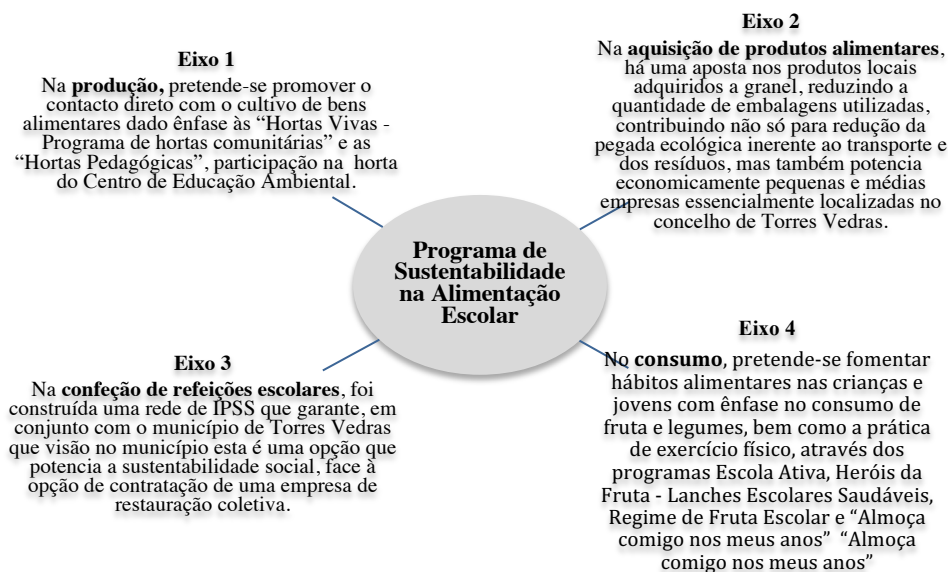 Eixo 1
Na produção, pretende-se promover o
contacto direto com o cultivo de bens
alimentares dado ênfase às “Hortas Vivas -
Programa de hortas comunitárias” e as
“Hortas Pedagógicas”, participação na horta
do Centro de Educação Ambiental.
Eixo 2
Na aquisição de produtos alimentares,
há uma aposta nos produtos locais
adquiridos a granel, reduzindo a
quantidade de embalagens utilizadas,
contribuindo não só para redução da
pegada ecológica inerente ao transporte e
dos resíduos, mas também potencia
economicamente pequenas e médias
empresas essencialmente localizadas no
concelho de Torres Vedras.
Programa de
Sustentabilidade
na Alimentação
Escolar
Eixo 3
Na confeção de refeições escolares, foi
construída uma rede de IPSS que garante, em
conjunto com o município de Torres Vedras
que visão no município esta é uma opção que
potencia a sustentabilidade social, face à
opção de contratação de uma empresa de
restauração coletiva.
Eixo 4
No consumo, pretende-se fomentar
hábitos alimentares nas crianças e
jovens com ênfase no consumo de
fruta e legumes, bem como a prática
de exercício físico, através dos
programas Escola Ativa, Heróis da
Fruta - Lanches Escolares Saudáveis,
Regime de Fruta Escolar e “Almoça
comigo nos meus anos” “Almoça
comigo nos meus anos”